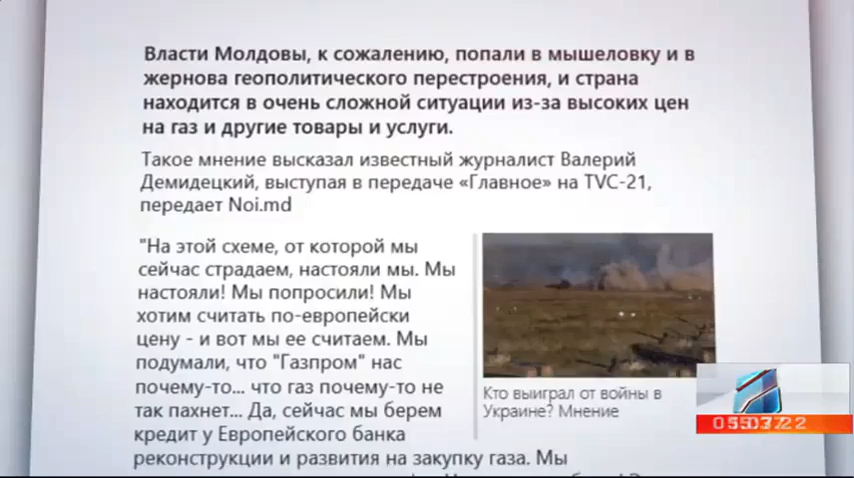 Власти Молдовы, к сожалению, попали в мышеловку и в
жернова геополитического перестроения, и страна
находится в очень сложной ситуации из-за высоких цен
на газ и другие товары и услуги.
Такое мнение высказал известный журналист Валерий
Демидецкий, выступая в передаче «Главное» на TVC-21,
передает Noi.md
"На этой схеме, от которой мы
сейчас страдаем, настояли мы. Мы
настояли! Мы попросили! Мы
хотим считать по-европейски
цену - и вот мы ее считаем. Мы
подумали, что "Газпром" нас
почему-то... что газ почему-то не
так пахнет... Да, сейчас мы берем
кредит у Европейского банка
реконструкции и развития на закупку газа. Мы
Кто выиграл от войны в
Украине? Мнение